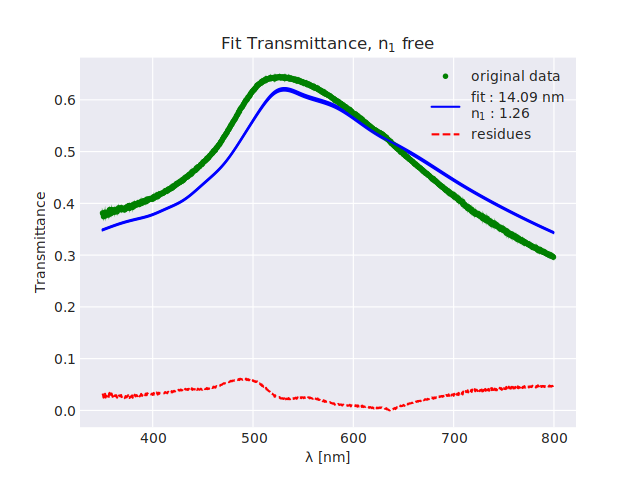 Fit Transmittance, n₁ free
original data
fit : 14.09 nm
n₁ : 1.26
residues
Transmittance
0.6
0.5
0.4
0.3
0.2
0.1
0.0
400 500 600 700 800
λ [nm]